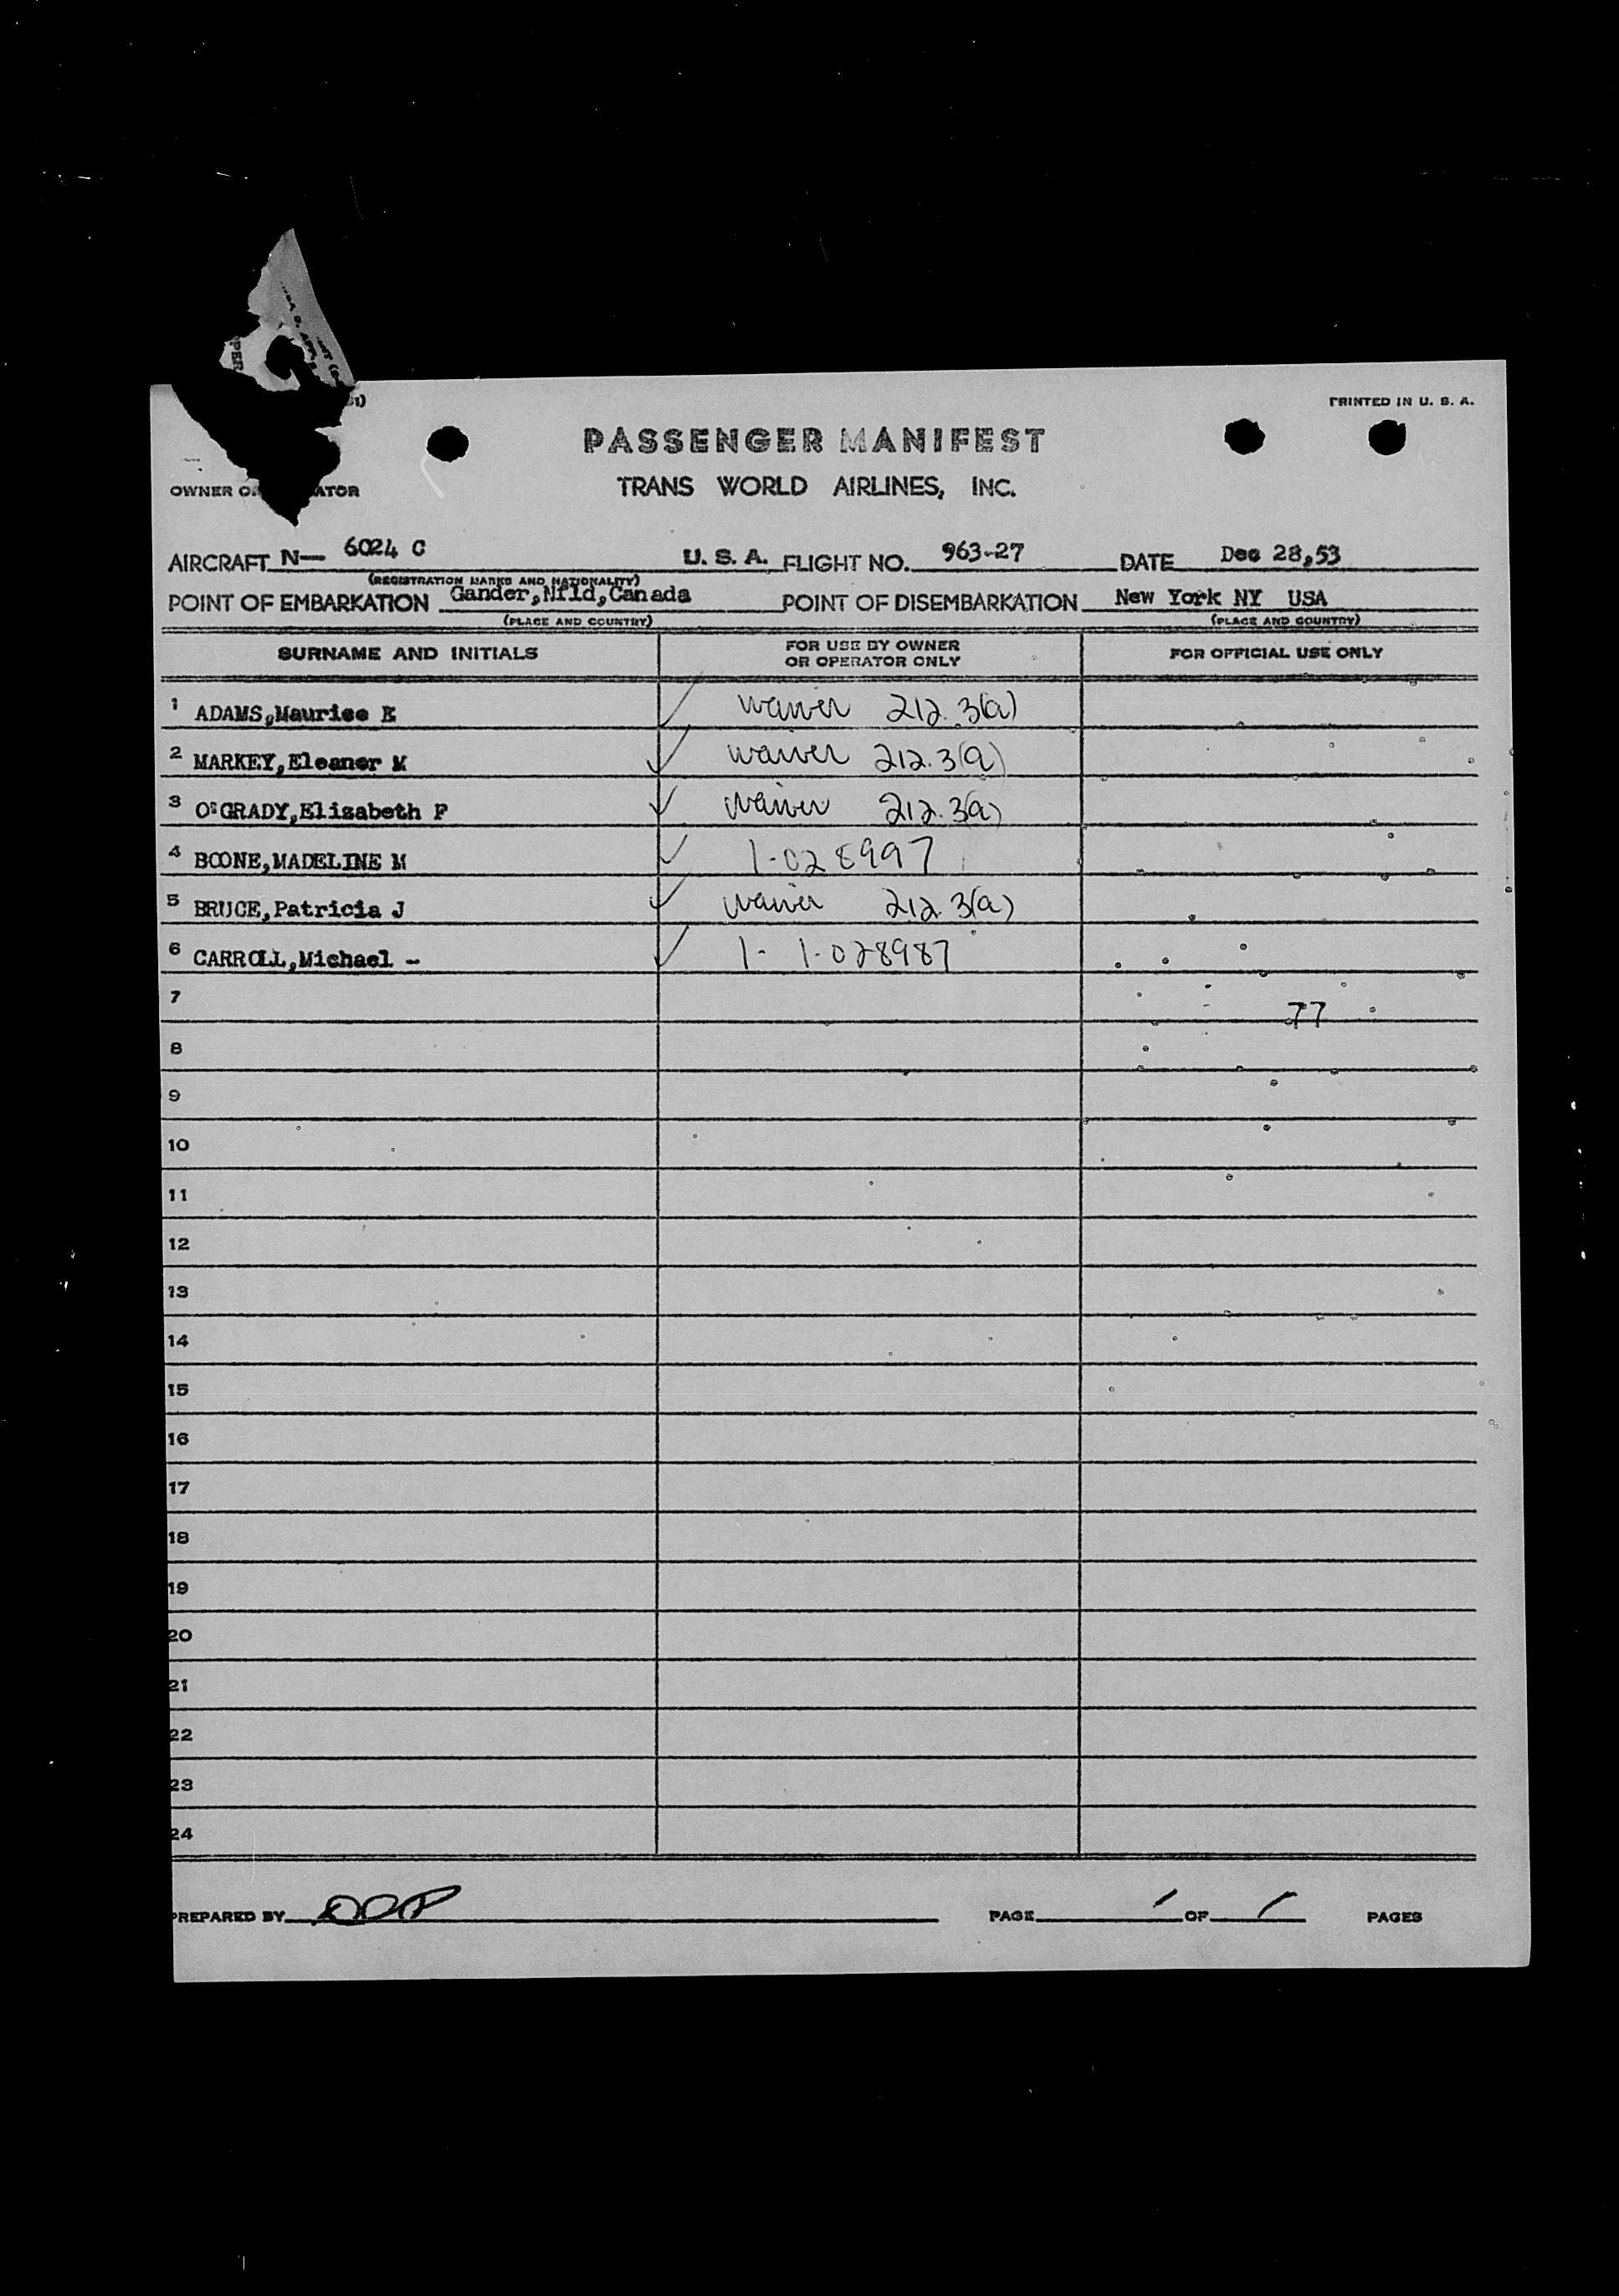 51)
PRINTED IN U. S. A.
PASSENGER MANIFEST
TRANS WORLD AIRLINES, INC.
OWNER O ATOR
AIRCRAFT N— 6024 C U. S. A. FLIGHT NO. 963-27 DATE Dec 28,53
(REGISTRATION MARKS AND NATIONALITY)
POINT OF EMBARKATION Gander,Nfld,Canada POINT OF DISEMBARKATION New York NY USA
(PLACE AND COUNTRY) (PLACE AND COUNTRY)
SURNAME AND INITIALS FOR USE BY OWNER OR OPERATOR ONLY FOR OFFICIAL USE ONLY
1 ADAMS,Maurice E ✓ waiver 212.3(a)
2 MARKEY,Eleanor M ✓ waiver 212.3(a)
3 O'GRADY,Elizabeth F ✓ waiver 212.3(a)
4 BOONE,MADELINE M ✓ 1-028997
5 BRUCE,Patricia J ✓ waiver 212.3(a)
6 CARROLL,Michael - ✓ 1- 1-028987
7 77
8
9
10
11
12
13
14
15
16
17
18
19
20
21
22
23
24
PREPARED BY PAGE 1 OF 1 PAGES